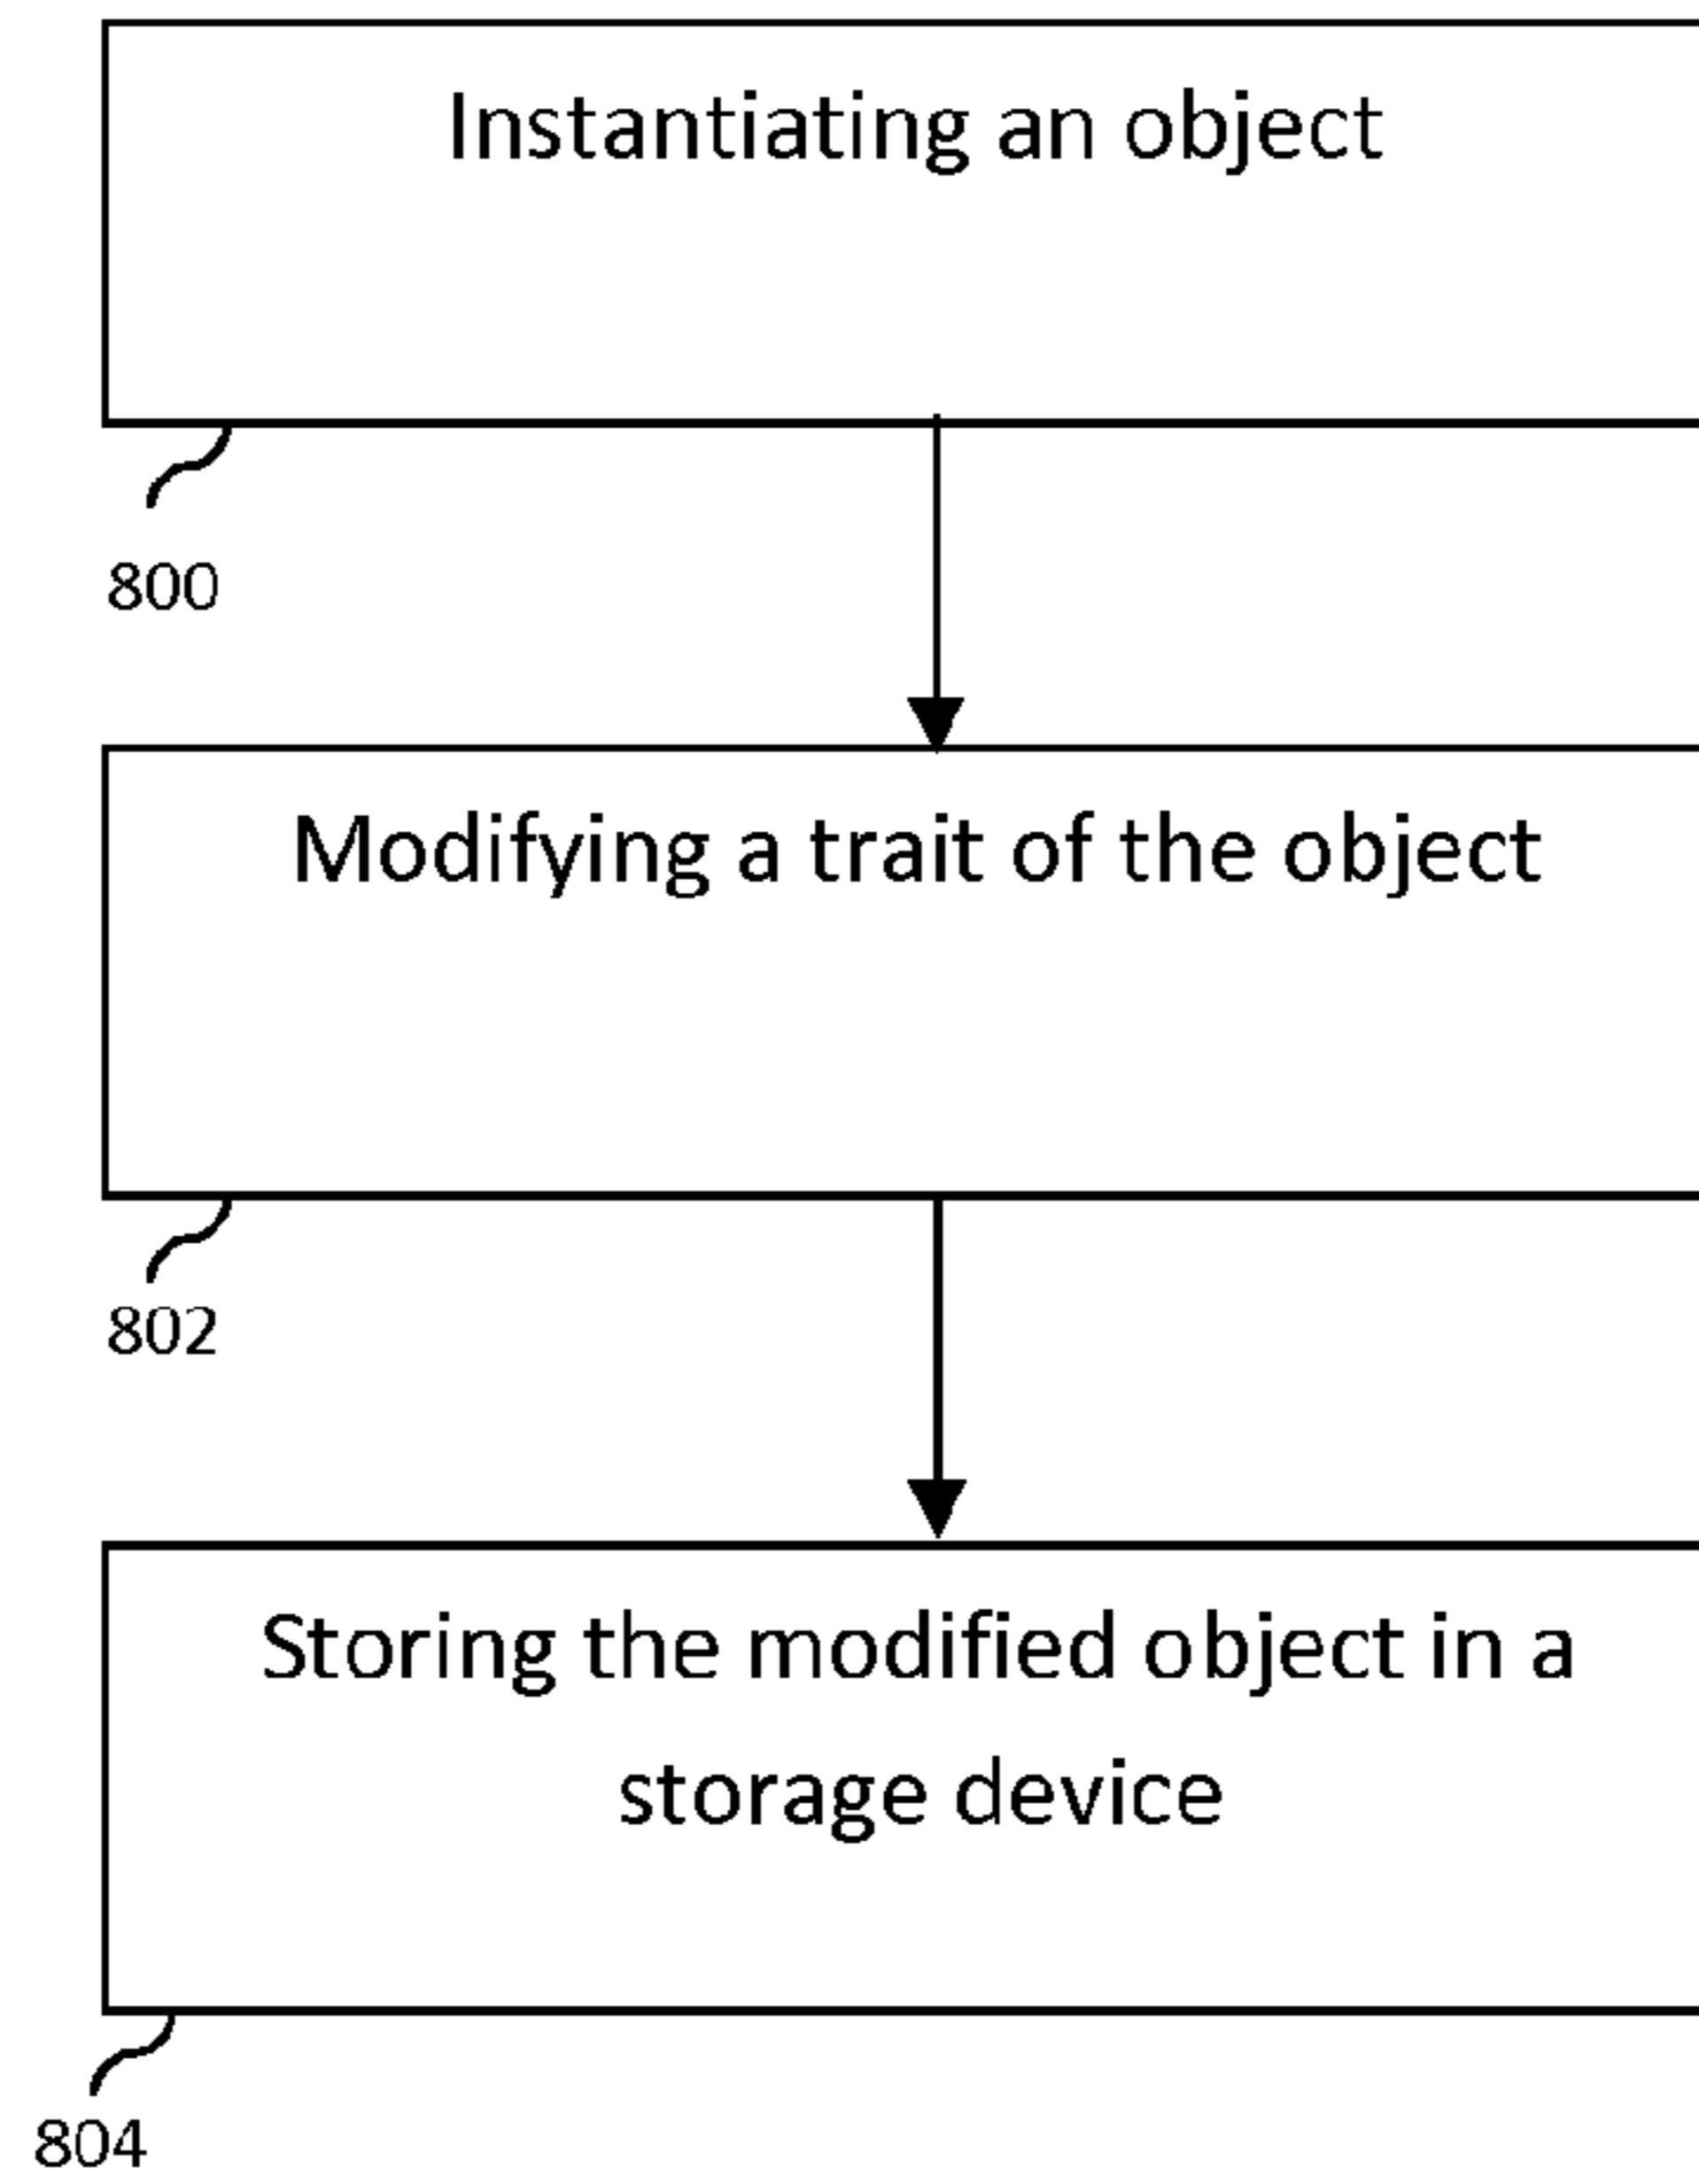 Instantiating an object
800
Modifying a trait of the object
802
Storing the modified object in a
storage device
804